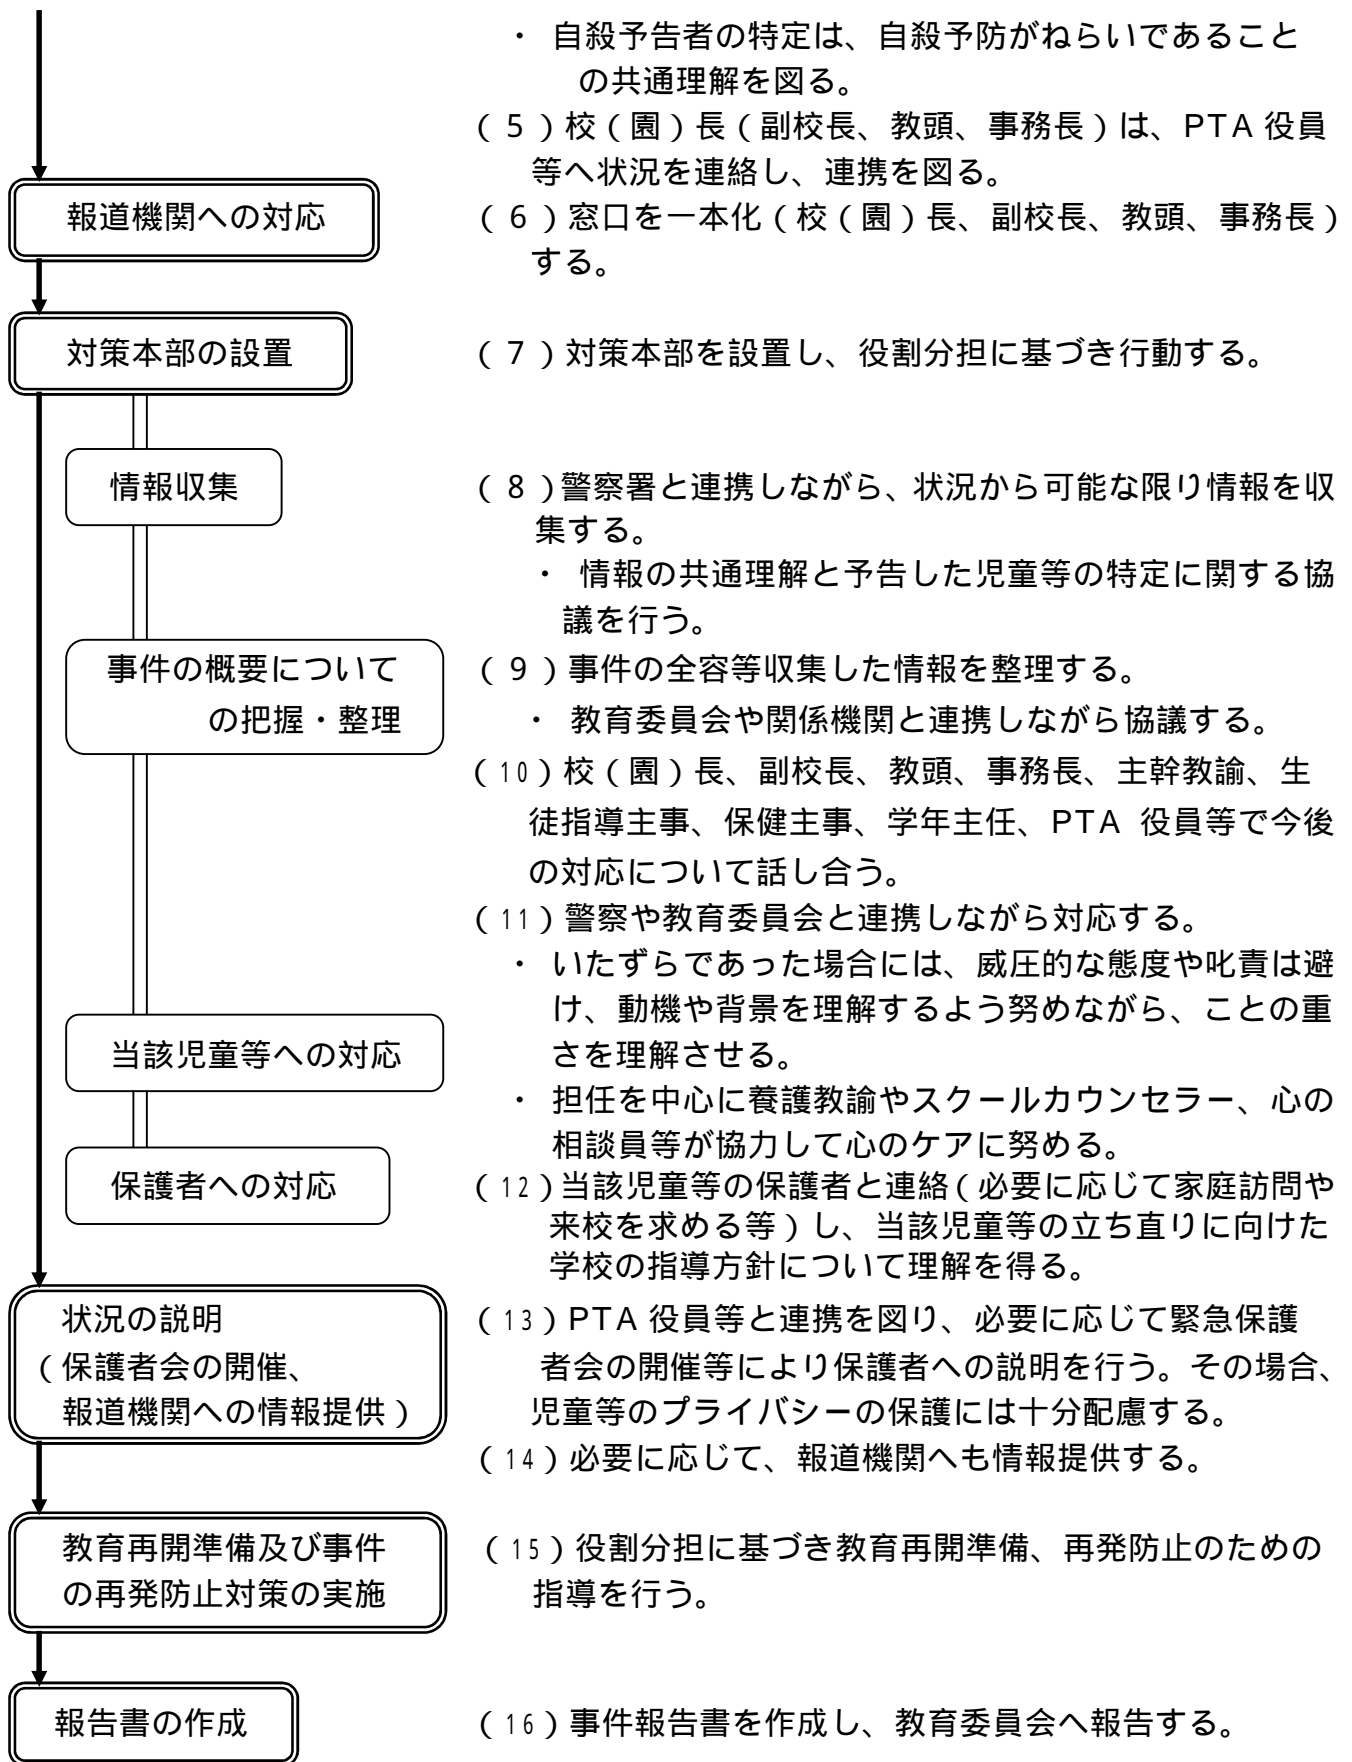 ・ 自殺予告者の特定は、自殺予防がねらいであること
の共通理解を図る。
(5)校(園)長(副校長、教頭、事務長)は、PTA 役員
等へ状況を連絡し、連携を図る。
報道機関への対応
(6)窓口を一本化(校(園)長、副校長、教頭、事務長)
する。
対策本部の設置
(7)対策本部を設置し、役割分担に基づき行動する。
情報収集
(8)警察署と連携しながら、状況から可能な限り情報を収
集する。
・ 情報の共通理解と予告した児童等の特定に関する協
議を行う。
事件の概要について
の把握・整理
(9)事件の全容等収集した情報を整理する。
・ 教育委員会や関係機関と連携しながら協議する。
(10)校(園)長、副校長、教頭、事務長、主幹教諭、生
徒指導主事、保健主事、学年主任、PTA 役員等で今後
の対応について話し合う。
(11)警察や教育委員会と連携しながら対応する。
・ いたずらであった場合には、威圧的な態度や叱責は避
け、動機や背景を理解するよう努めながら、ことの重
さを理解させる。
当該児童等への対応
・ 担任を中心に養護教諭やスクールカウンセラー、心の
相談員等が協力して心のケアに努める。
保護者への対応
(12)当該児童等の保護者と連絡(必要に応じて家庭訪問や
来校を求める等)し、当該児童等の立ち直りに向けた
学校の指導方針について理解を得る。
状況の説明
(保護者会の開催、
報道機関への情報提供)
(13)PTA 役員等と連携を図り、必要に応じて緊急保護
者会の開催等により保護者への説明を行う。その場合、
児童等のプライバシーの保護には十分配慮する。
(14)必要に応じて、報道機関へも情報提供する。
教育再開準備及び事件
の再発防止対策の実施
(15)役割分担に基づき教育再開準備、再発防止のための
指導を行う。
報告書の作成
(16)事件報告書を作成し、教育委員会へ報告する。